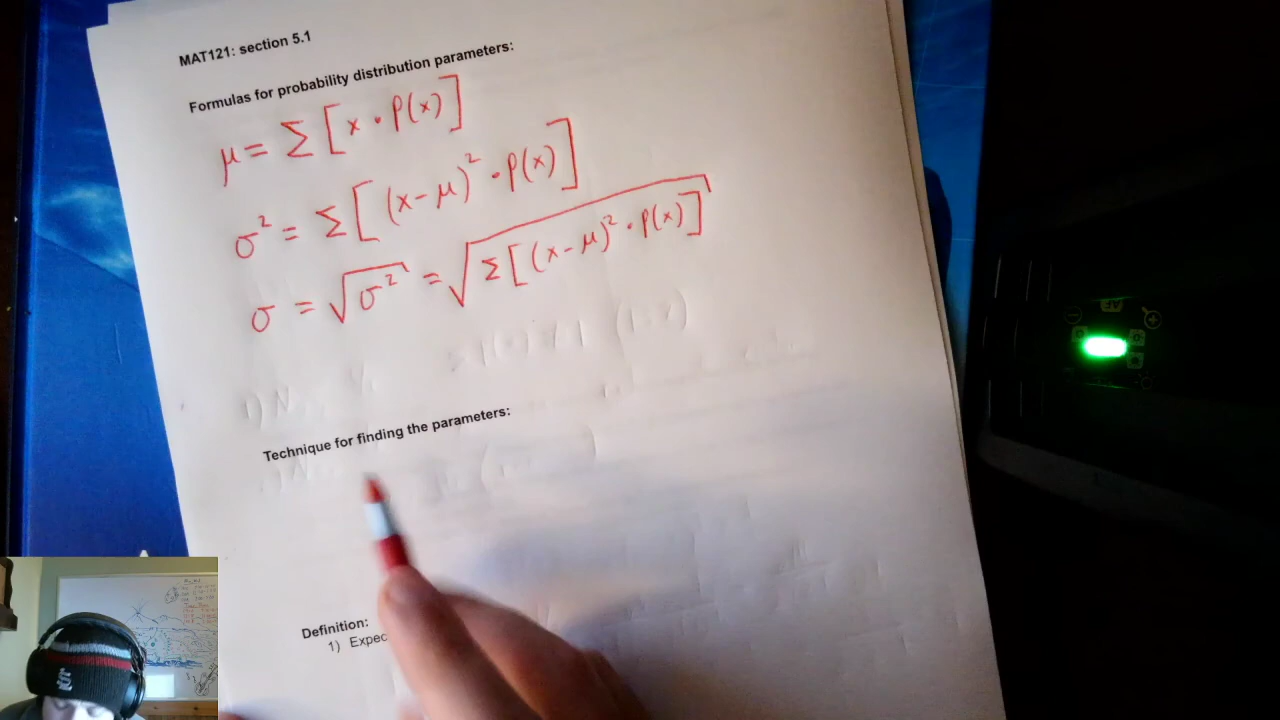 MAT121: section 5.1
Formulas for probability distribution parameters:
μ = Σ [x • P(x)]
σ² = Σ [(x-μ)² • P(x)]
σ = √σ² = √Σ[(x-μ)² • P(x)]
Technique for finding the parameters:
Definition:
1) Expec
AF